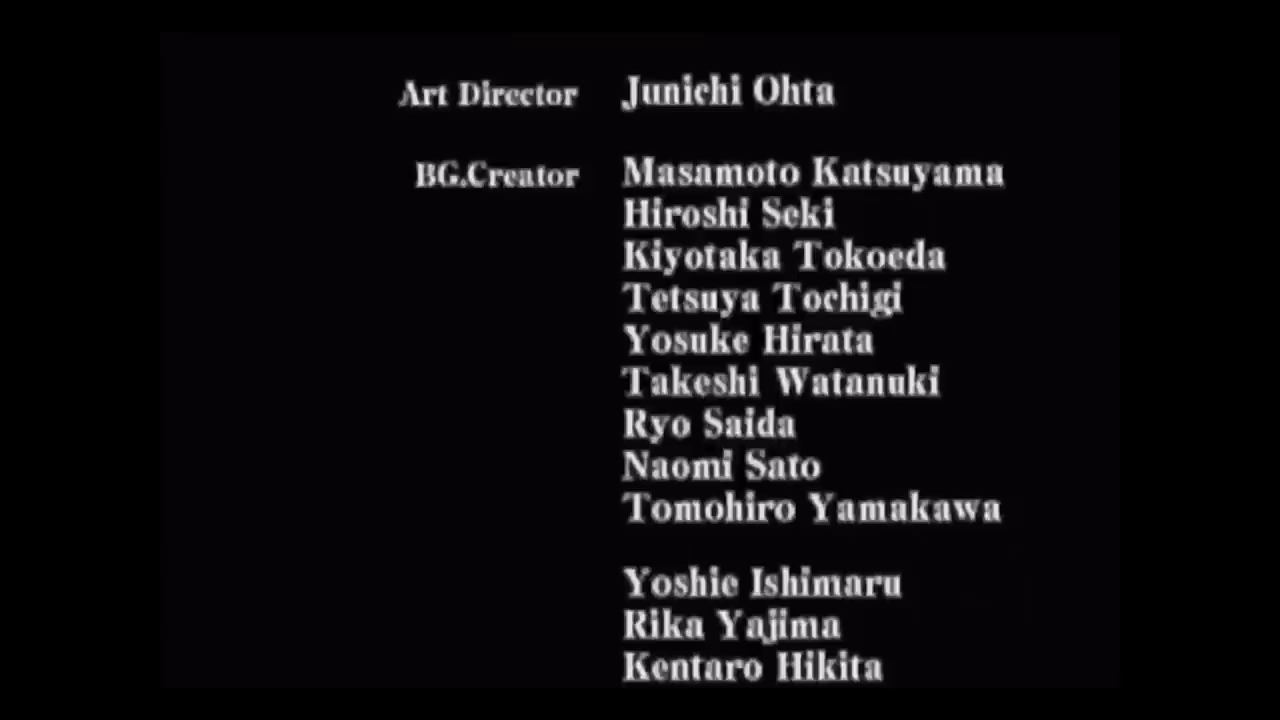 Art Director Junichi Ohta
BG.Creator Masamoto Katsuyama
Hiroshi Seki
Kiyotaka Tokoeda
Tetsuya Tochigi
Yosuke Hirata
Takeshi Watanuki
Ryo Saida
Naomi Sato
Tomohiro Yamakawa
Yoshie Ishimaru
Rika Yajima
Kentaro Hikita